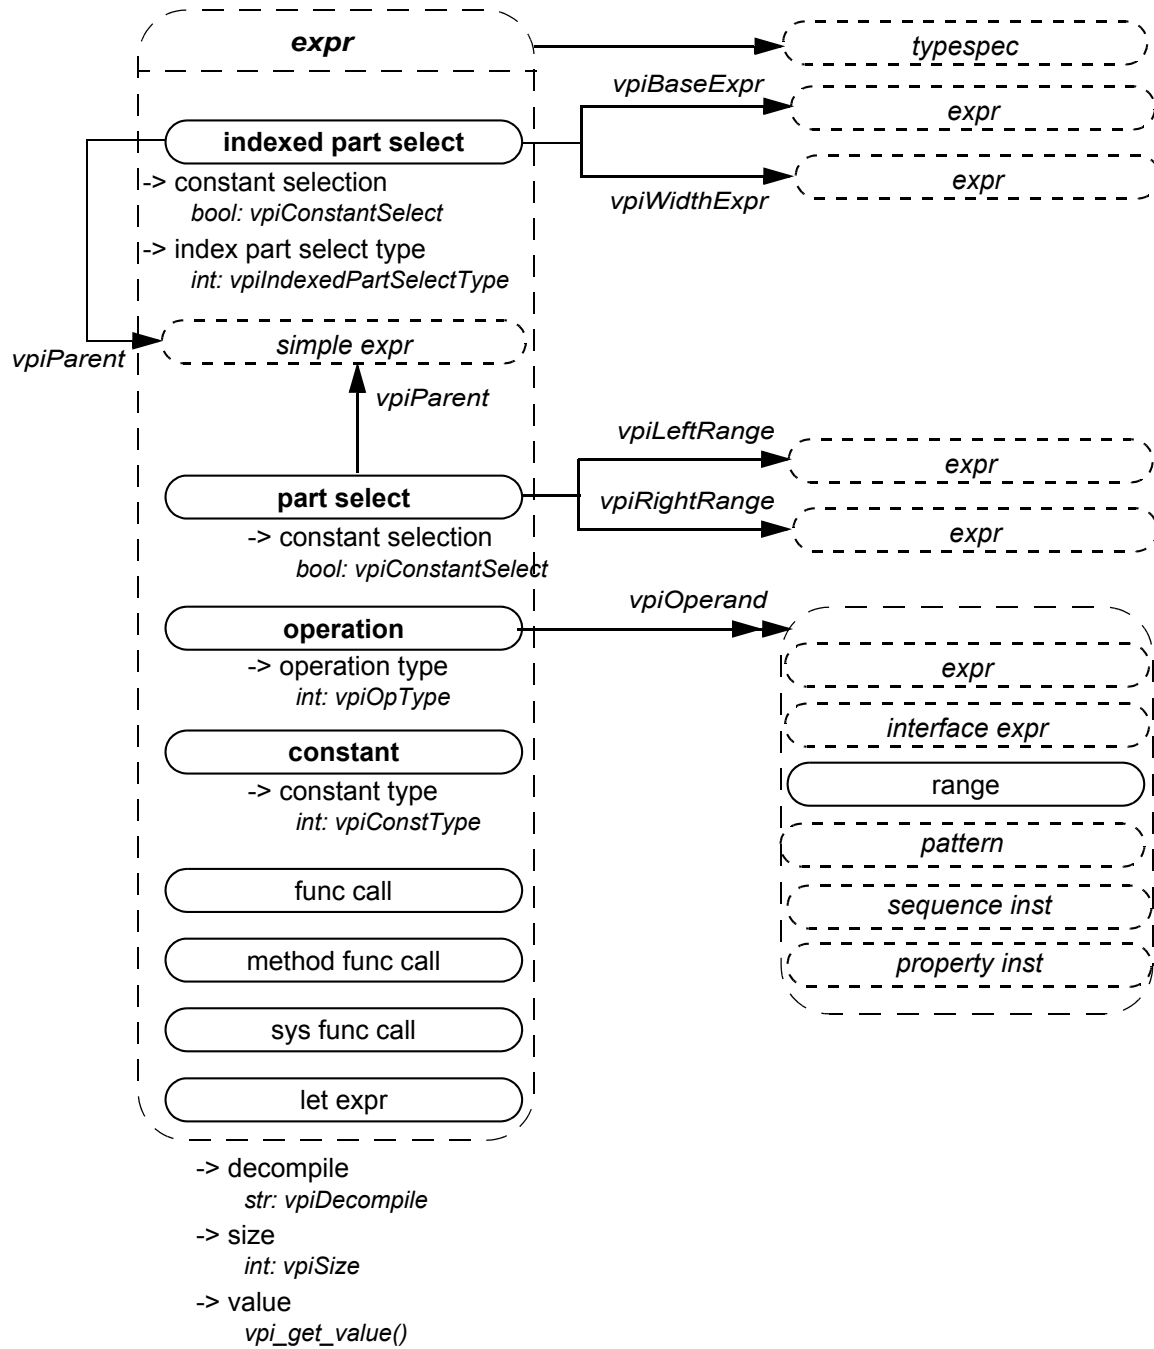 expr
typespec
vpiBaseExpr
expr
indexed part select
-> constant selection
bool: vpiConstantSelect
expr
vpiWidthExpr
-> index part select type
int: vpiIndexedPartSelectType
simple expr
vpiParent
vpiParent
vpiLeftRange
expr
part select
vpiRightRange
expr
-> constant selection
bool: vpiConstantSelect
vpiOperand
operation
-> operation type
int: vpiOpType
expr
interface expr
constant
-> constant type
int: vpiConstType
range
pattern
func call
sequence inst
method func call
property inst
sys func call
let expr
-> decompile
str: vpiDecompile
-> size
int: vpiSize
-> value
vpi_get_value()